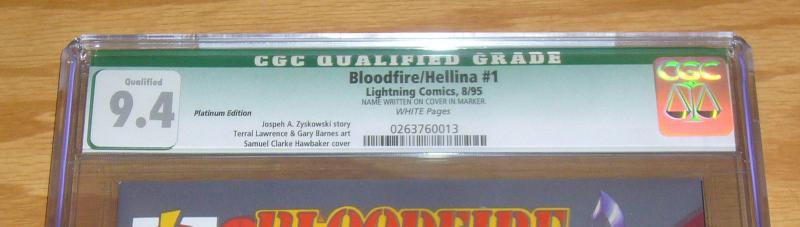 CGC QUALIFIED GRADE
Qualified
9.4
Bloodfire/Hellina #1
Lightning Comics, 8/95
NAME WRITTEN ON COVER IN MARKER.
WHITE Pages
Platinum Edition
Jospeh A. Zyskowski story
Terral Lawrence & Gary Barnes art
Samuel Clarke Hawbaker cover
0263760013
CGC
BLOODFIRE